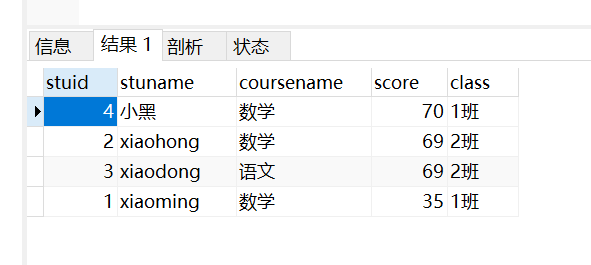 信息 结果 1 剖析 状态
stuid stuname coursename score class
4 小黑 数学 70 1班
2 xiaohong 数学 69 2班
3 xiaodong 语文 69 2班
1 xiaoming 数学 35 1班